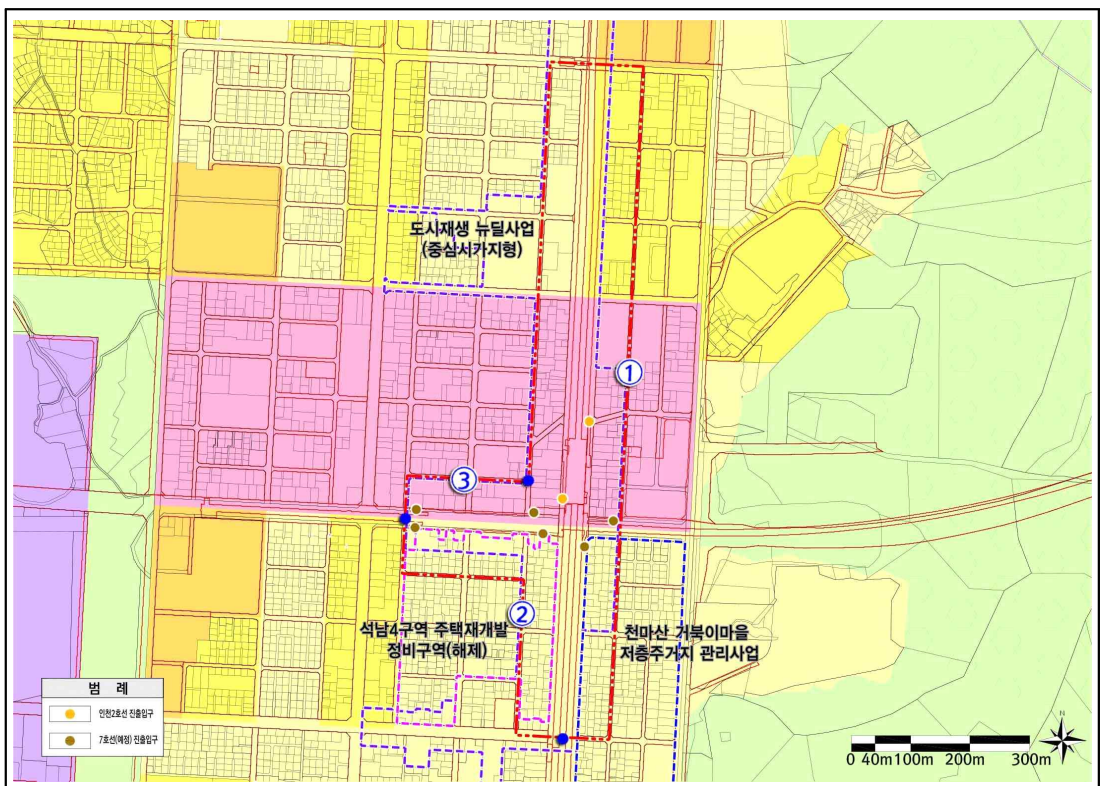 도시재생 뉴딜사업
(중심시가지형)
①
③
②
석남4구역 주택재개발
정비구역(해제)
천마산 거북이마을
저층주거지 관리사업
범 례
인천2호선 진출입구
7호선(예정) 진출입구
N
0 40m 100m 200m 300m